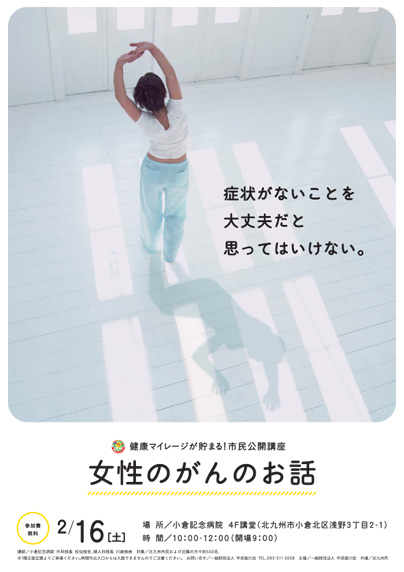 症状がないことを
大丈夫だと
思ってはいけない。
健康マイレージが貯まる!市民公開講座
女性のがんのお話
参加費
無料
2/16[土]
場 所/小倉記念病院 4F講堂(北九州市小倉北区浅野3丁目2-1)
時 間/10:00-12:00(開場9:00)